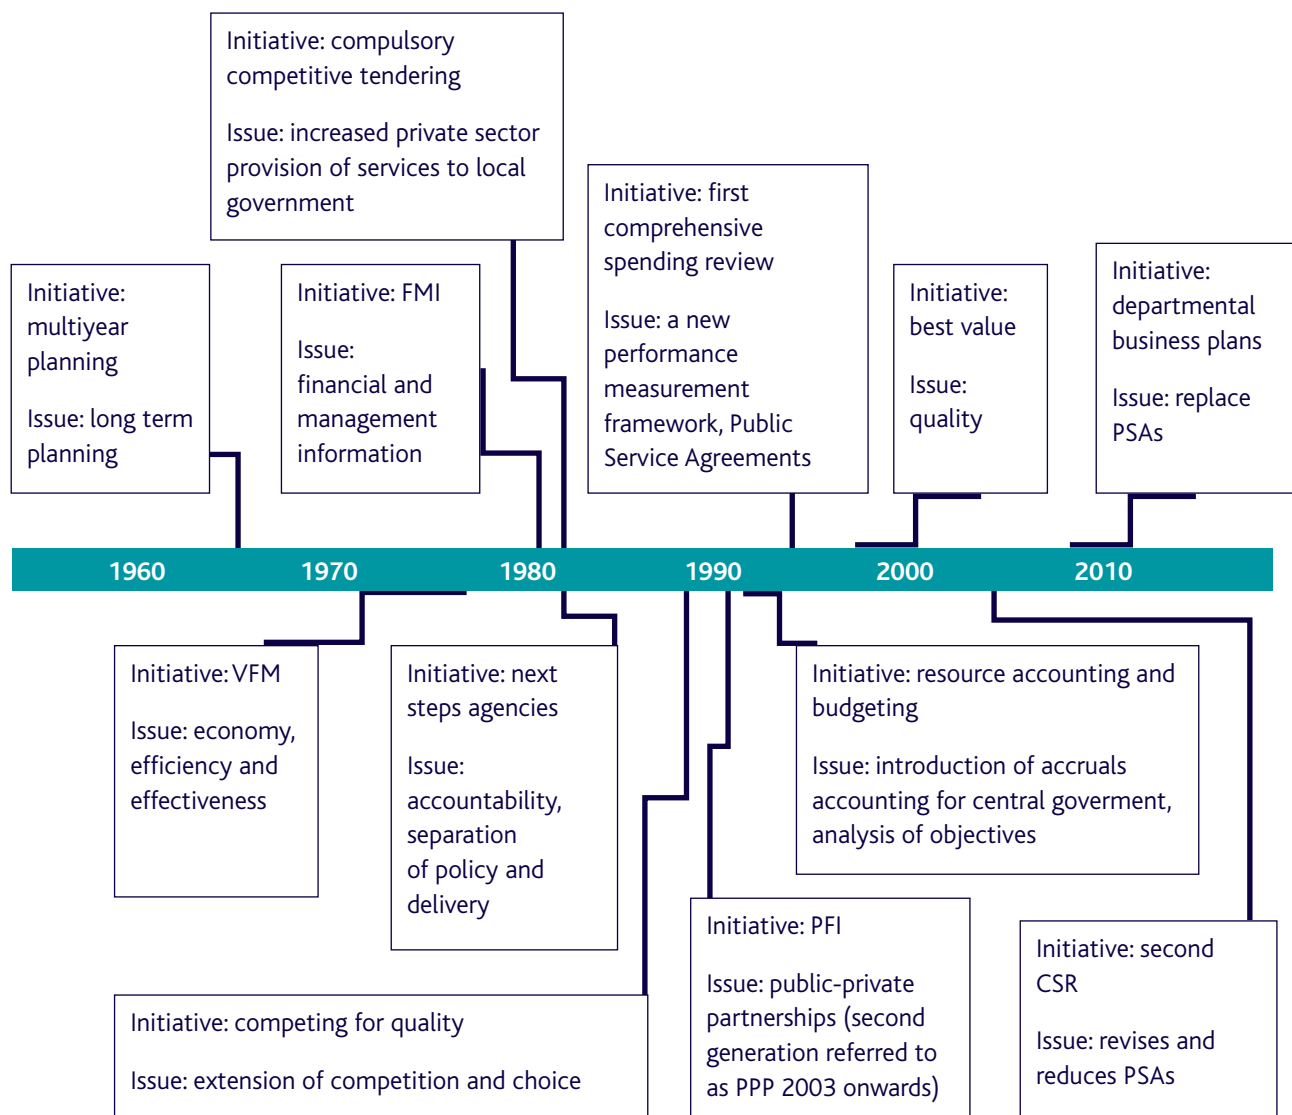 Initiative: compulsory
competitive tendering
Issue: increased private sector
provision of services to local
government
Initiative:
multiyear
planning
Issue: long term
planning
Initiative: FMI
Issue:
financial and
management
information
Initiative: first
comprehensive
spending review
Issue: a new
performance
measurement
framework, Public
Service Agreements
Initiative:
best value
Issue:
quality
Initiative:
departmental
business plans
Issue: replace
PSAs
1960 1970 1980 1990 2000 2010
Initiative: VFM
Issue: economy,
efficiency and
effectiveness
Initiative: next
steps agencies
Issue:
accountability,
separation
of policy and
delivery
Initiative: resource accounting and
budgeting
Issue: introduction of accruals
accounting for central goverment,
analysis of objectives
Initiative: competing for quality
Issue: extension of competition and choice
Initiative: PFI
Issue: public-private
partnerships (second
generation referred to
as PPP 2003 onwards)
Initiative: second
CSR
Issue: revises and
reduces PSAs